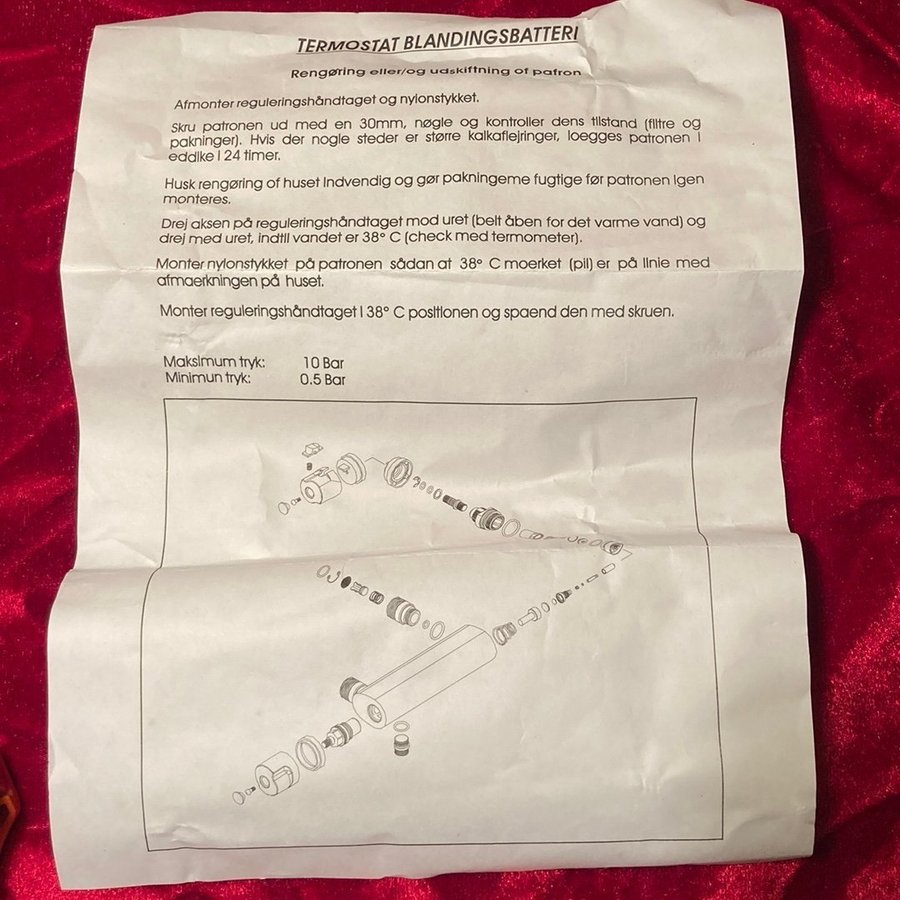 TERMOSTAT BLANDINGSBATTERI
Rengøring eller/og udskiftning of patron
Afmonter reguleringshåndtaget og nylonstykket.
Skru patronen ud med en 30mm, nøgle og kontroller dens tilstand (filtre og
pakninger). Hvis der nogle steder er større kalkaflejringer, loegges patronen i
eddike i 24 timer.
Husk rengøring of huset indvendig og gør pakningerne fugtige før patronen igen
monteres.
Drej aksen på reguleringshåndtaget mod uret (belt åben for det varme vand) og
drej med uret, indtil vandet er 38° C (check med termometer).
Monter nylonstykket på patronen sådan at 38° C moerket (pil) er på linie med
afmaerkningen på huset.
Monter reguleringshåndtaget i 38° C positionen og spaend den med skruen.
Maksimum tryk: 10 Bar
Minimun tryk: 0.5 Bar